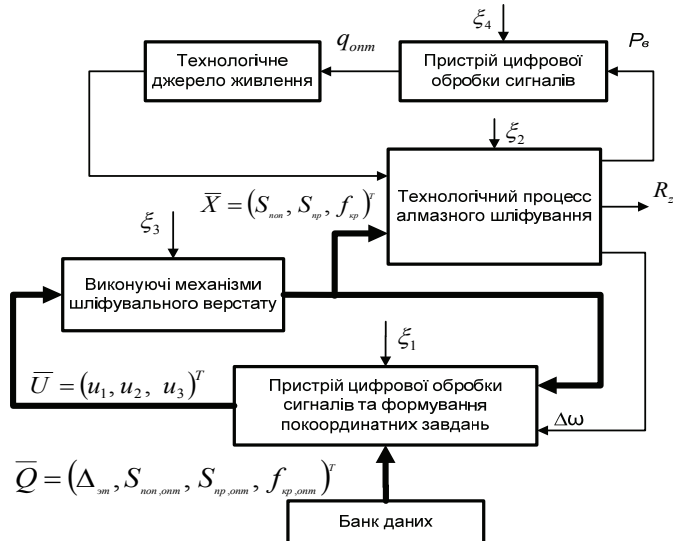 ξ₄
Технологічне
джерело живлення
q_опт
Пристрій цифрової
обробки сигналів
P_в
ξ₂
Технологічний процесс
алмазного шліфування
R_z
X̅ = (S_поп, S_пр, f_кр)ᵀ
ξ₃
Виконуючі механізми
шліфувального верстату
ξ₁
U̅ = (u₁, u₂, u₃)ᵀ
Пристрій цифрової обробки
сигналів та формування
покоординатних завдань
Δω
Q̅ = (Δ_эт, S_поп,опт, S_пр,опт, f_кр,опт)ᵀ
Банк даних